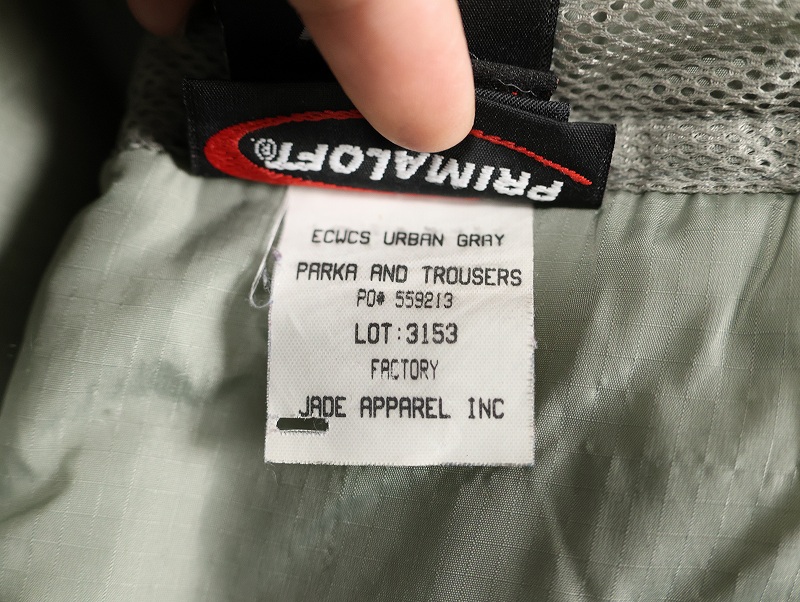 PRIMALOFT®
ECWCS URBAN GRAY
PARKA AND TROUSERS
PO# 559213
LOT:3153
FACTORY
JADE APPAREL INC